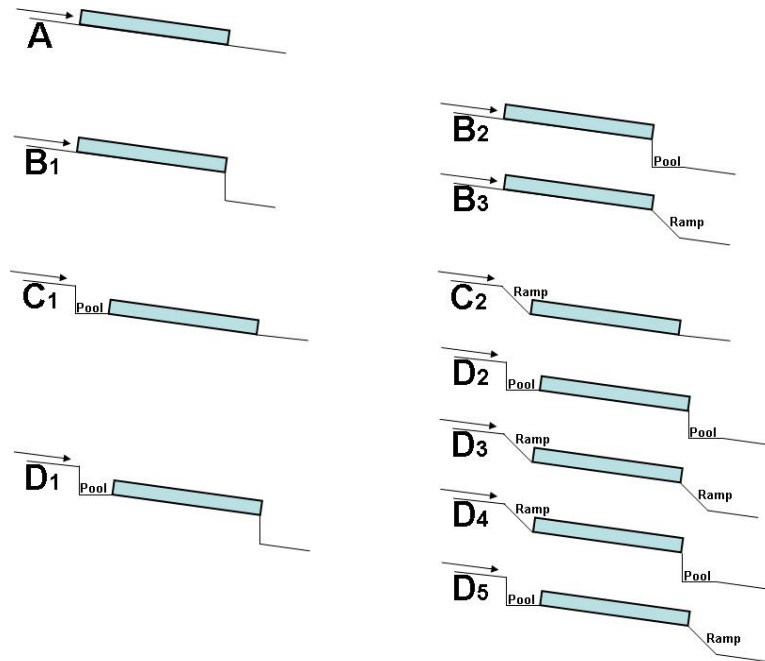 A
B1
B2
Pool
B3
Ramp
C1
Pool
C2
Ramp
D2
Pool
Pool
D3
Ramp
Ramp
D1
Pool
D4
Ramp
Pool
D5
Pool
Ramp